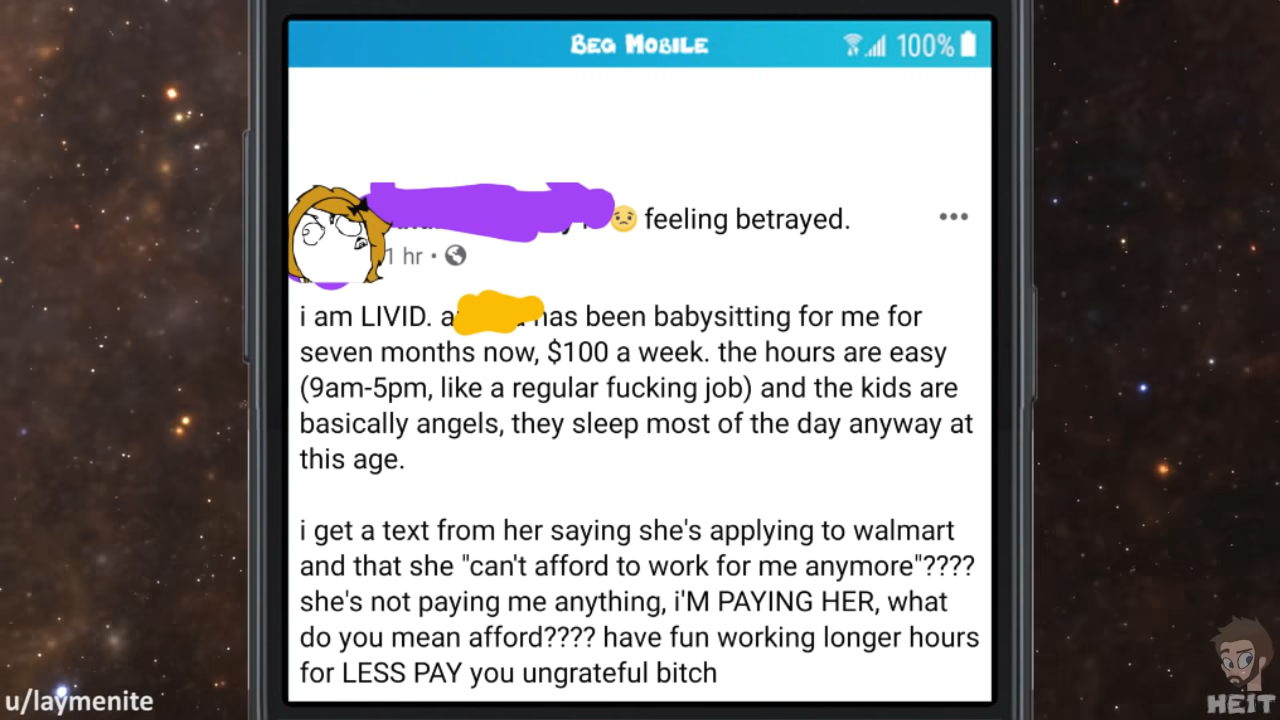 BEG MOBILE
100%
feeling betrayed.
1 hr
i am LIVID. a has been babysitting for me for
seven months now, $100 a week. the hours are easy
(9am-5pm, like a regular fucking job) and the kids are
basically angels, they sleep most of the day anyway at
this age.
i get a text from her saying she's applying to walmart
and that she "can't afford to work for me anymore"????
she's not paying me anything, i'M PAYING HER, what
do you mean afford???? have fun working longer hours
for LESS PAY you ungrateful bitch
u/laymenite
HEIT